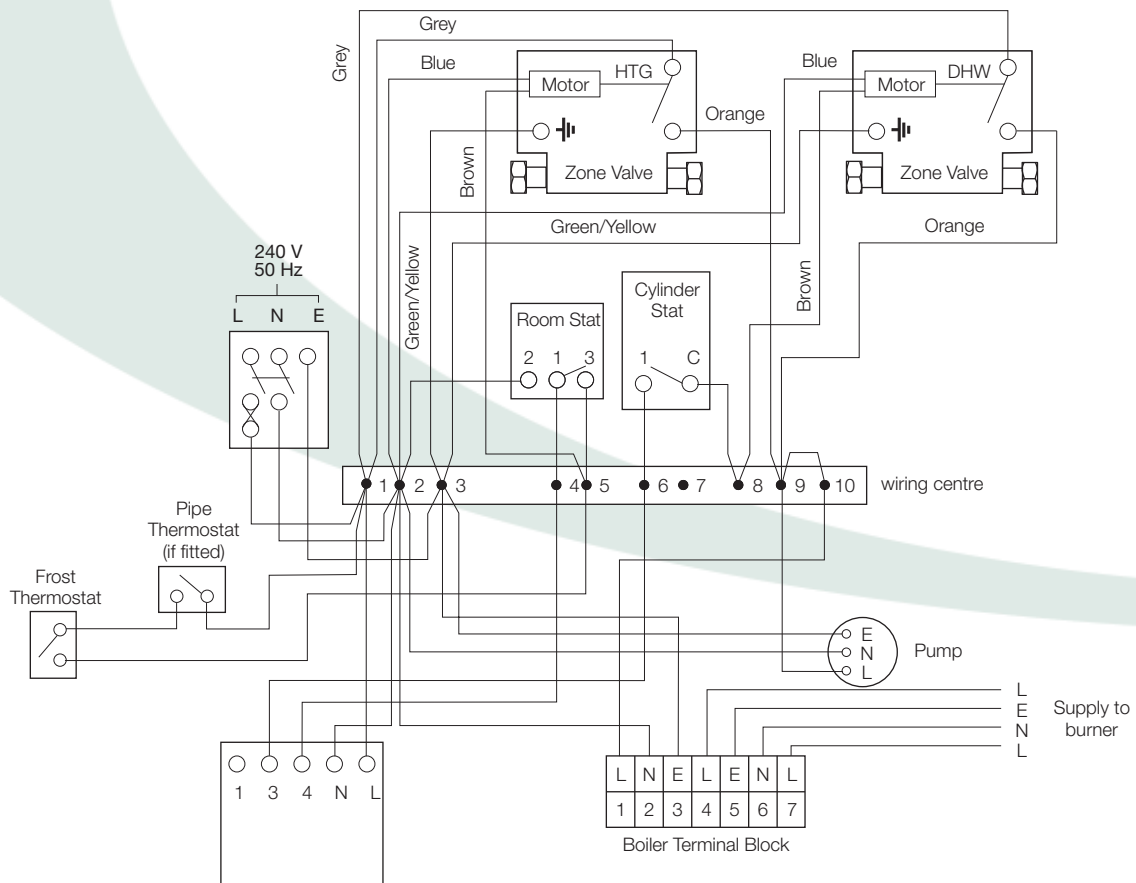 Grey
Grey
Blue
HTG
Motor
Orange
Zone Valve
Brown
Blue
DHW
Motor
Zone Valve
Orange
Brown
Green/Yellow
Green/Yellow
240 V
50 Hz
L N E
Room Stat
2 1 3
Cylinder
Stat
1 C
1 2 3 4 5 6 7 8 9 10
wiring centre
Pipe
Thermostat
(if fitted)
Frost
Thermostat
E
N
L
Pump
L
E
N
L
Supply to
burner
1 3 4 N L
L N E L E N L
1 2 3 4 5 6 7
Boiler Terminal Block